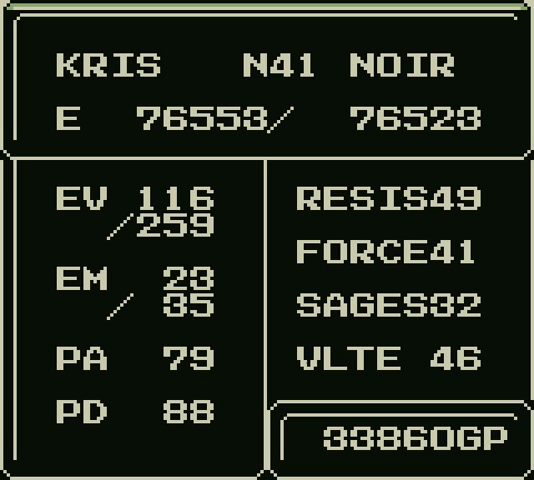 KRIS N41 NOIR
E 76553/ 76523
EV 116
/259
EM 23
/ 35
PA 79
PD 88
RESIS49
FORCE41
SAGES32
VLTE 46
33860GP